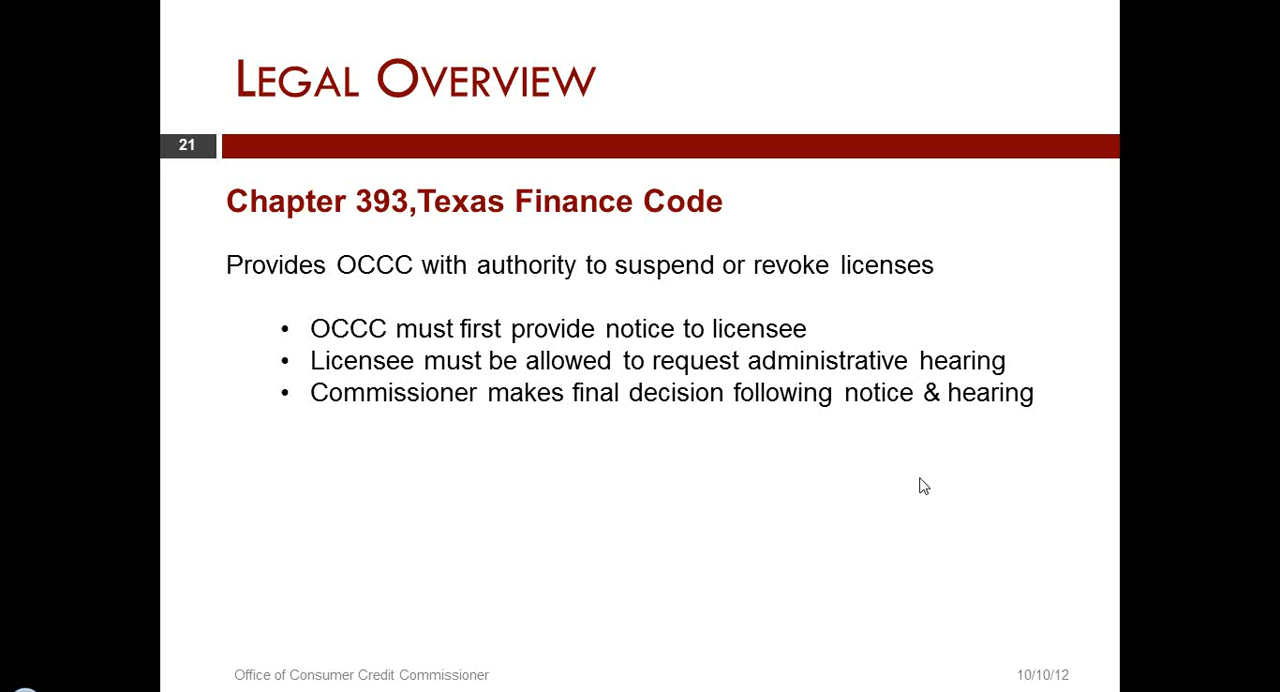 LEGAL OVERVIEW
21
Chapter 393,Texas Finance Code
Provides OCCC with authority to suspend or revoke licenses
• OCCC must first provide notice to licensee
• Licensee must be allowed to request administrative hearing
• Commissioner makes final decision following notice & hearing
Office of Consumer Credit Commissioner
10/10/12